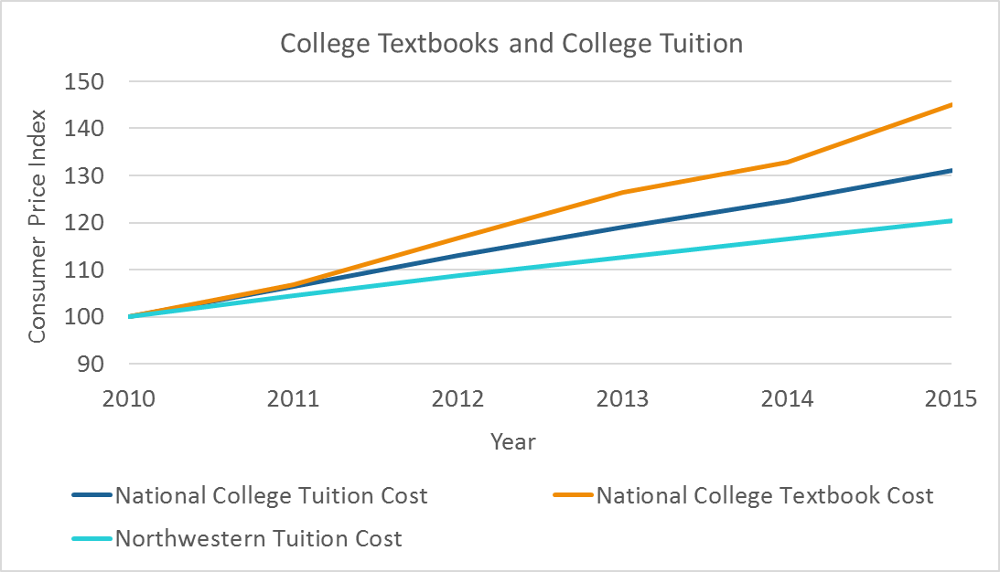 College Textbooks and College Tuition
Consumer Price Index
150
140
130
120
110
100
90
2010 2011 2012 2013 2014 2015
Year
National College Tuition Cost National College Textbook Cost
Northwestern Tuition Cost